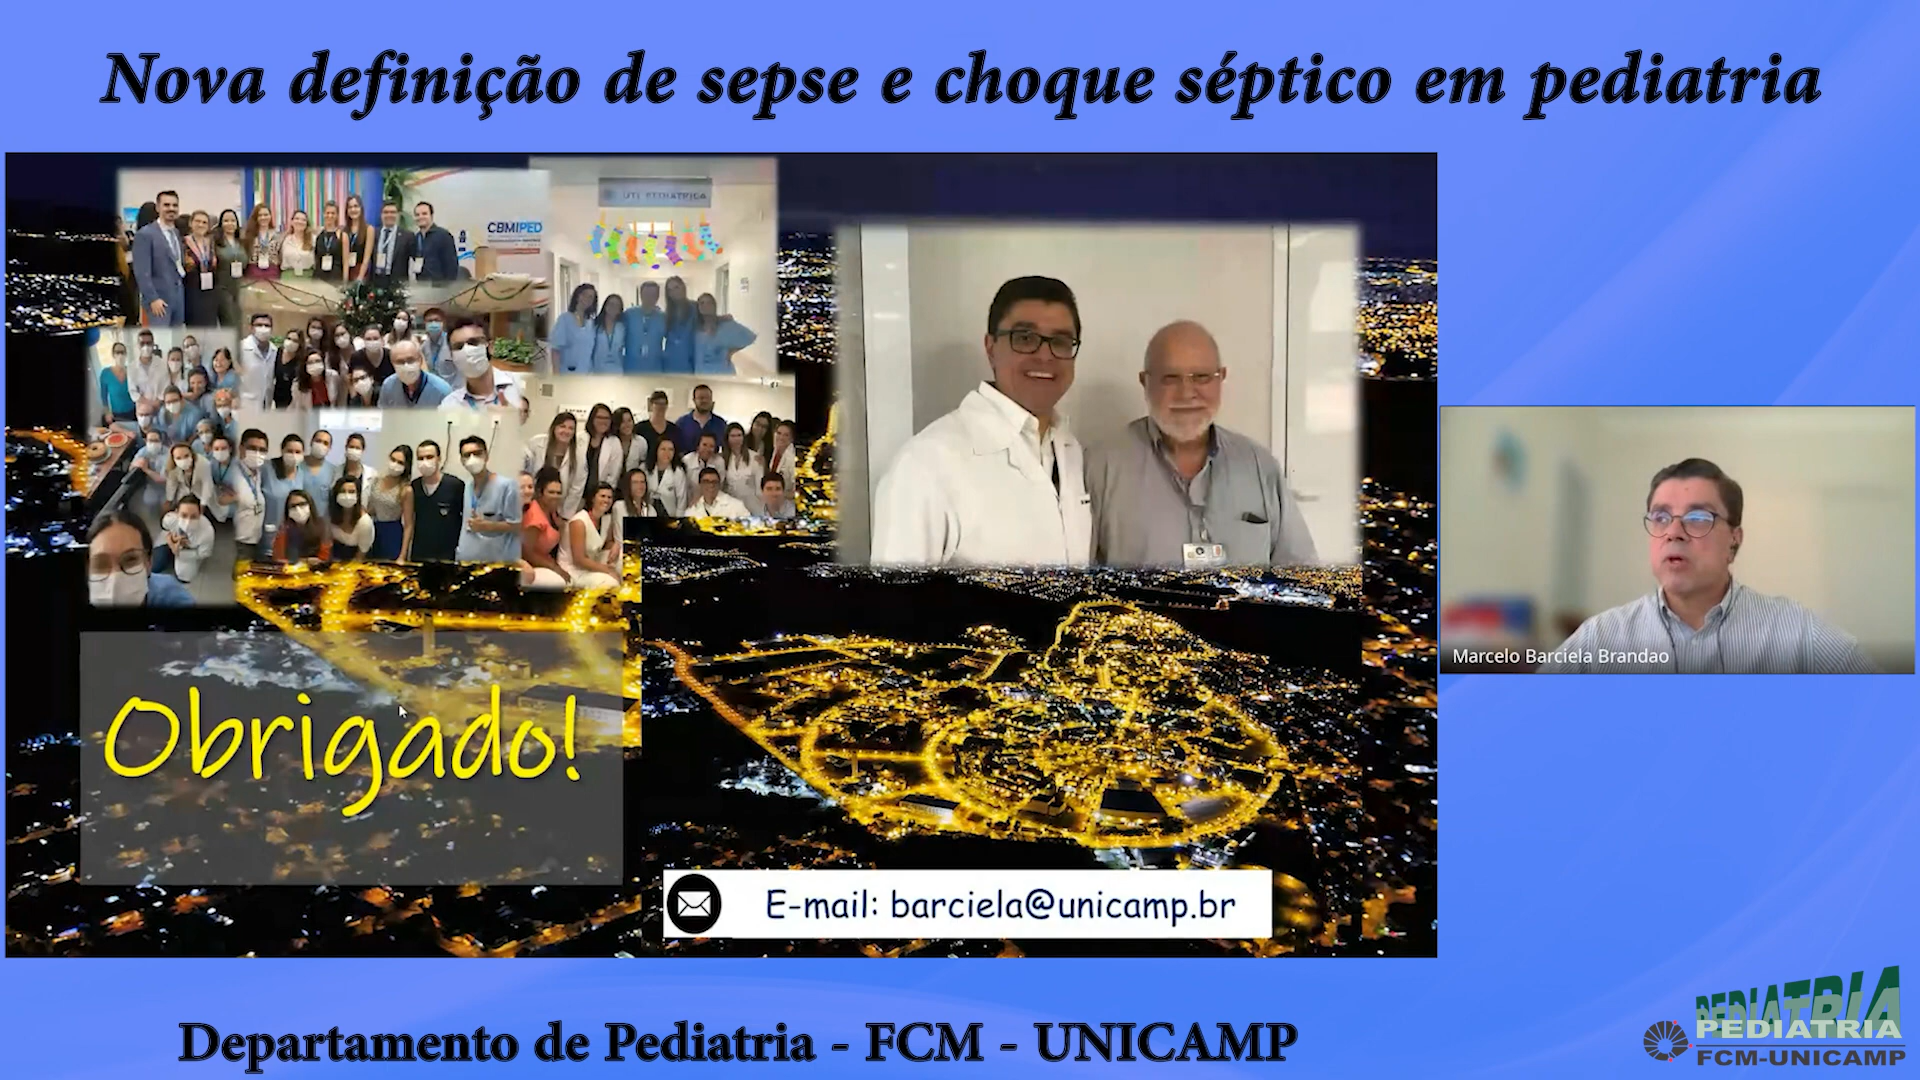 Nova definição de sepse e choque séptico em pediatria
CBMIPED
UTI PEDIÁTRICA
Marcelo Barciela Brandao
Obrigado!
E-mail: barciela@unicamp.br
Departamento de Pediatria - FCM - UNICAMP
PEDIATRIA
PEDIATRIA
FCM-UNICAMP